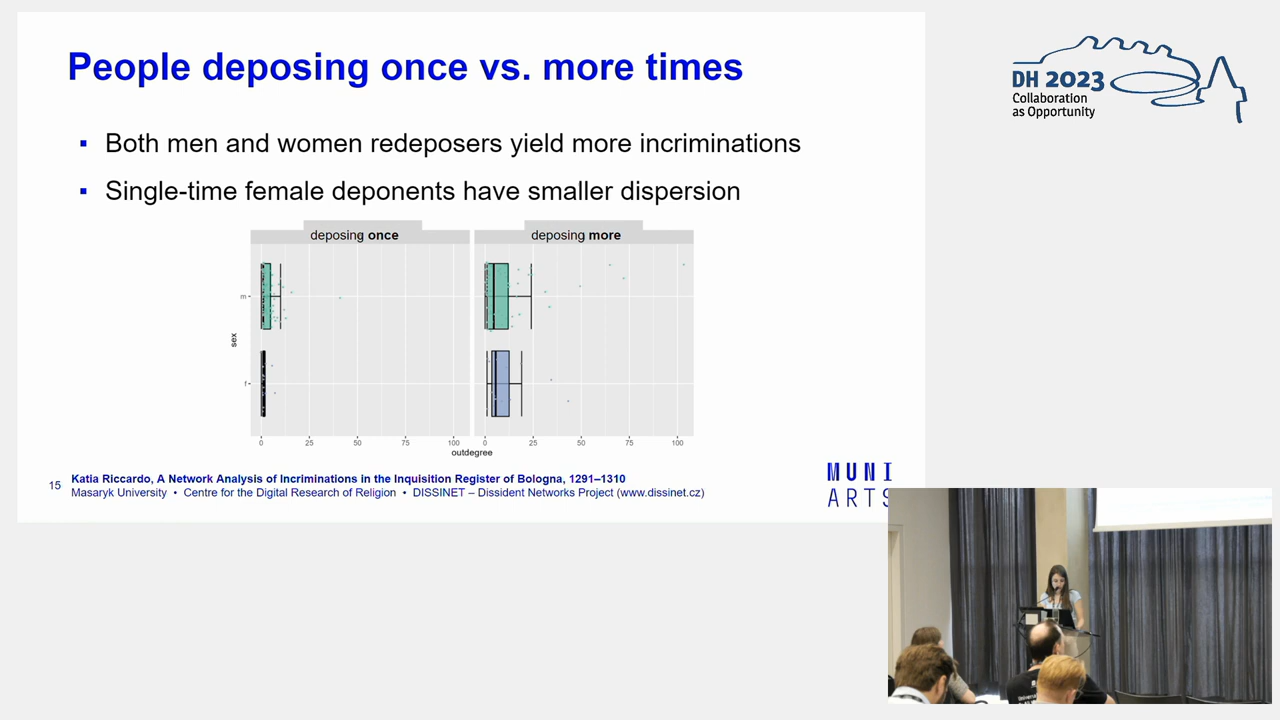 People deposing once vs. more times
▪ Both men and women redeposers yield more incriminations
▪ Single-time female deponents have smaller dispersion
deposing once
deposing more
sex
m
f
0 25 50 75 100
0 25 50 75 100
outdegree
15
Katia Riccardo, A Network Analysis of Incriminations in the Inquisition Register of Bologna, 1291–1310
Masaryk University • Centre for the Digital Research of Religion • DISSINET – Dissident Networks Project (www.dissinet.cz)
MUNI
ARTS
DH 2023
Collaboration
as Opportunity